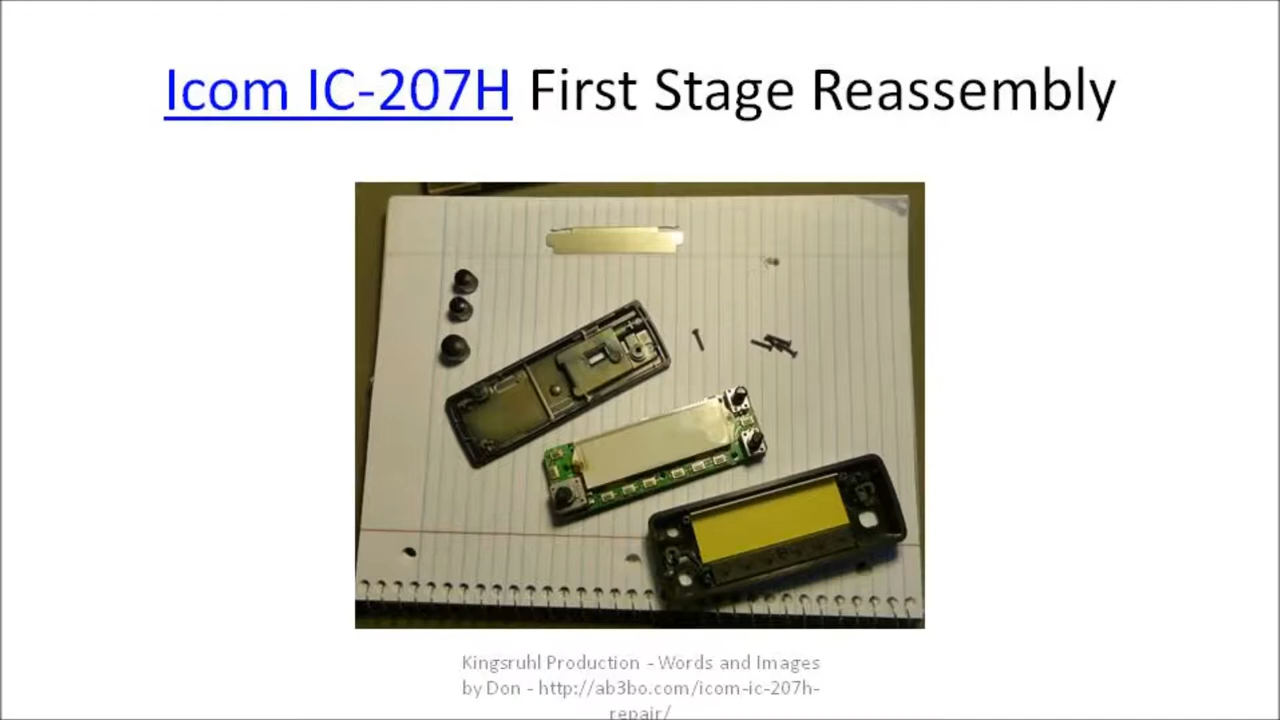 Icom IC-207H First Stage Reassembly
Kingsruhl Production - Words and Images
by Don - http://ab3bo.com/icom-ic-207h-
repair/